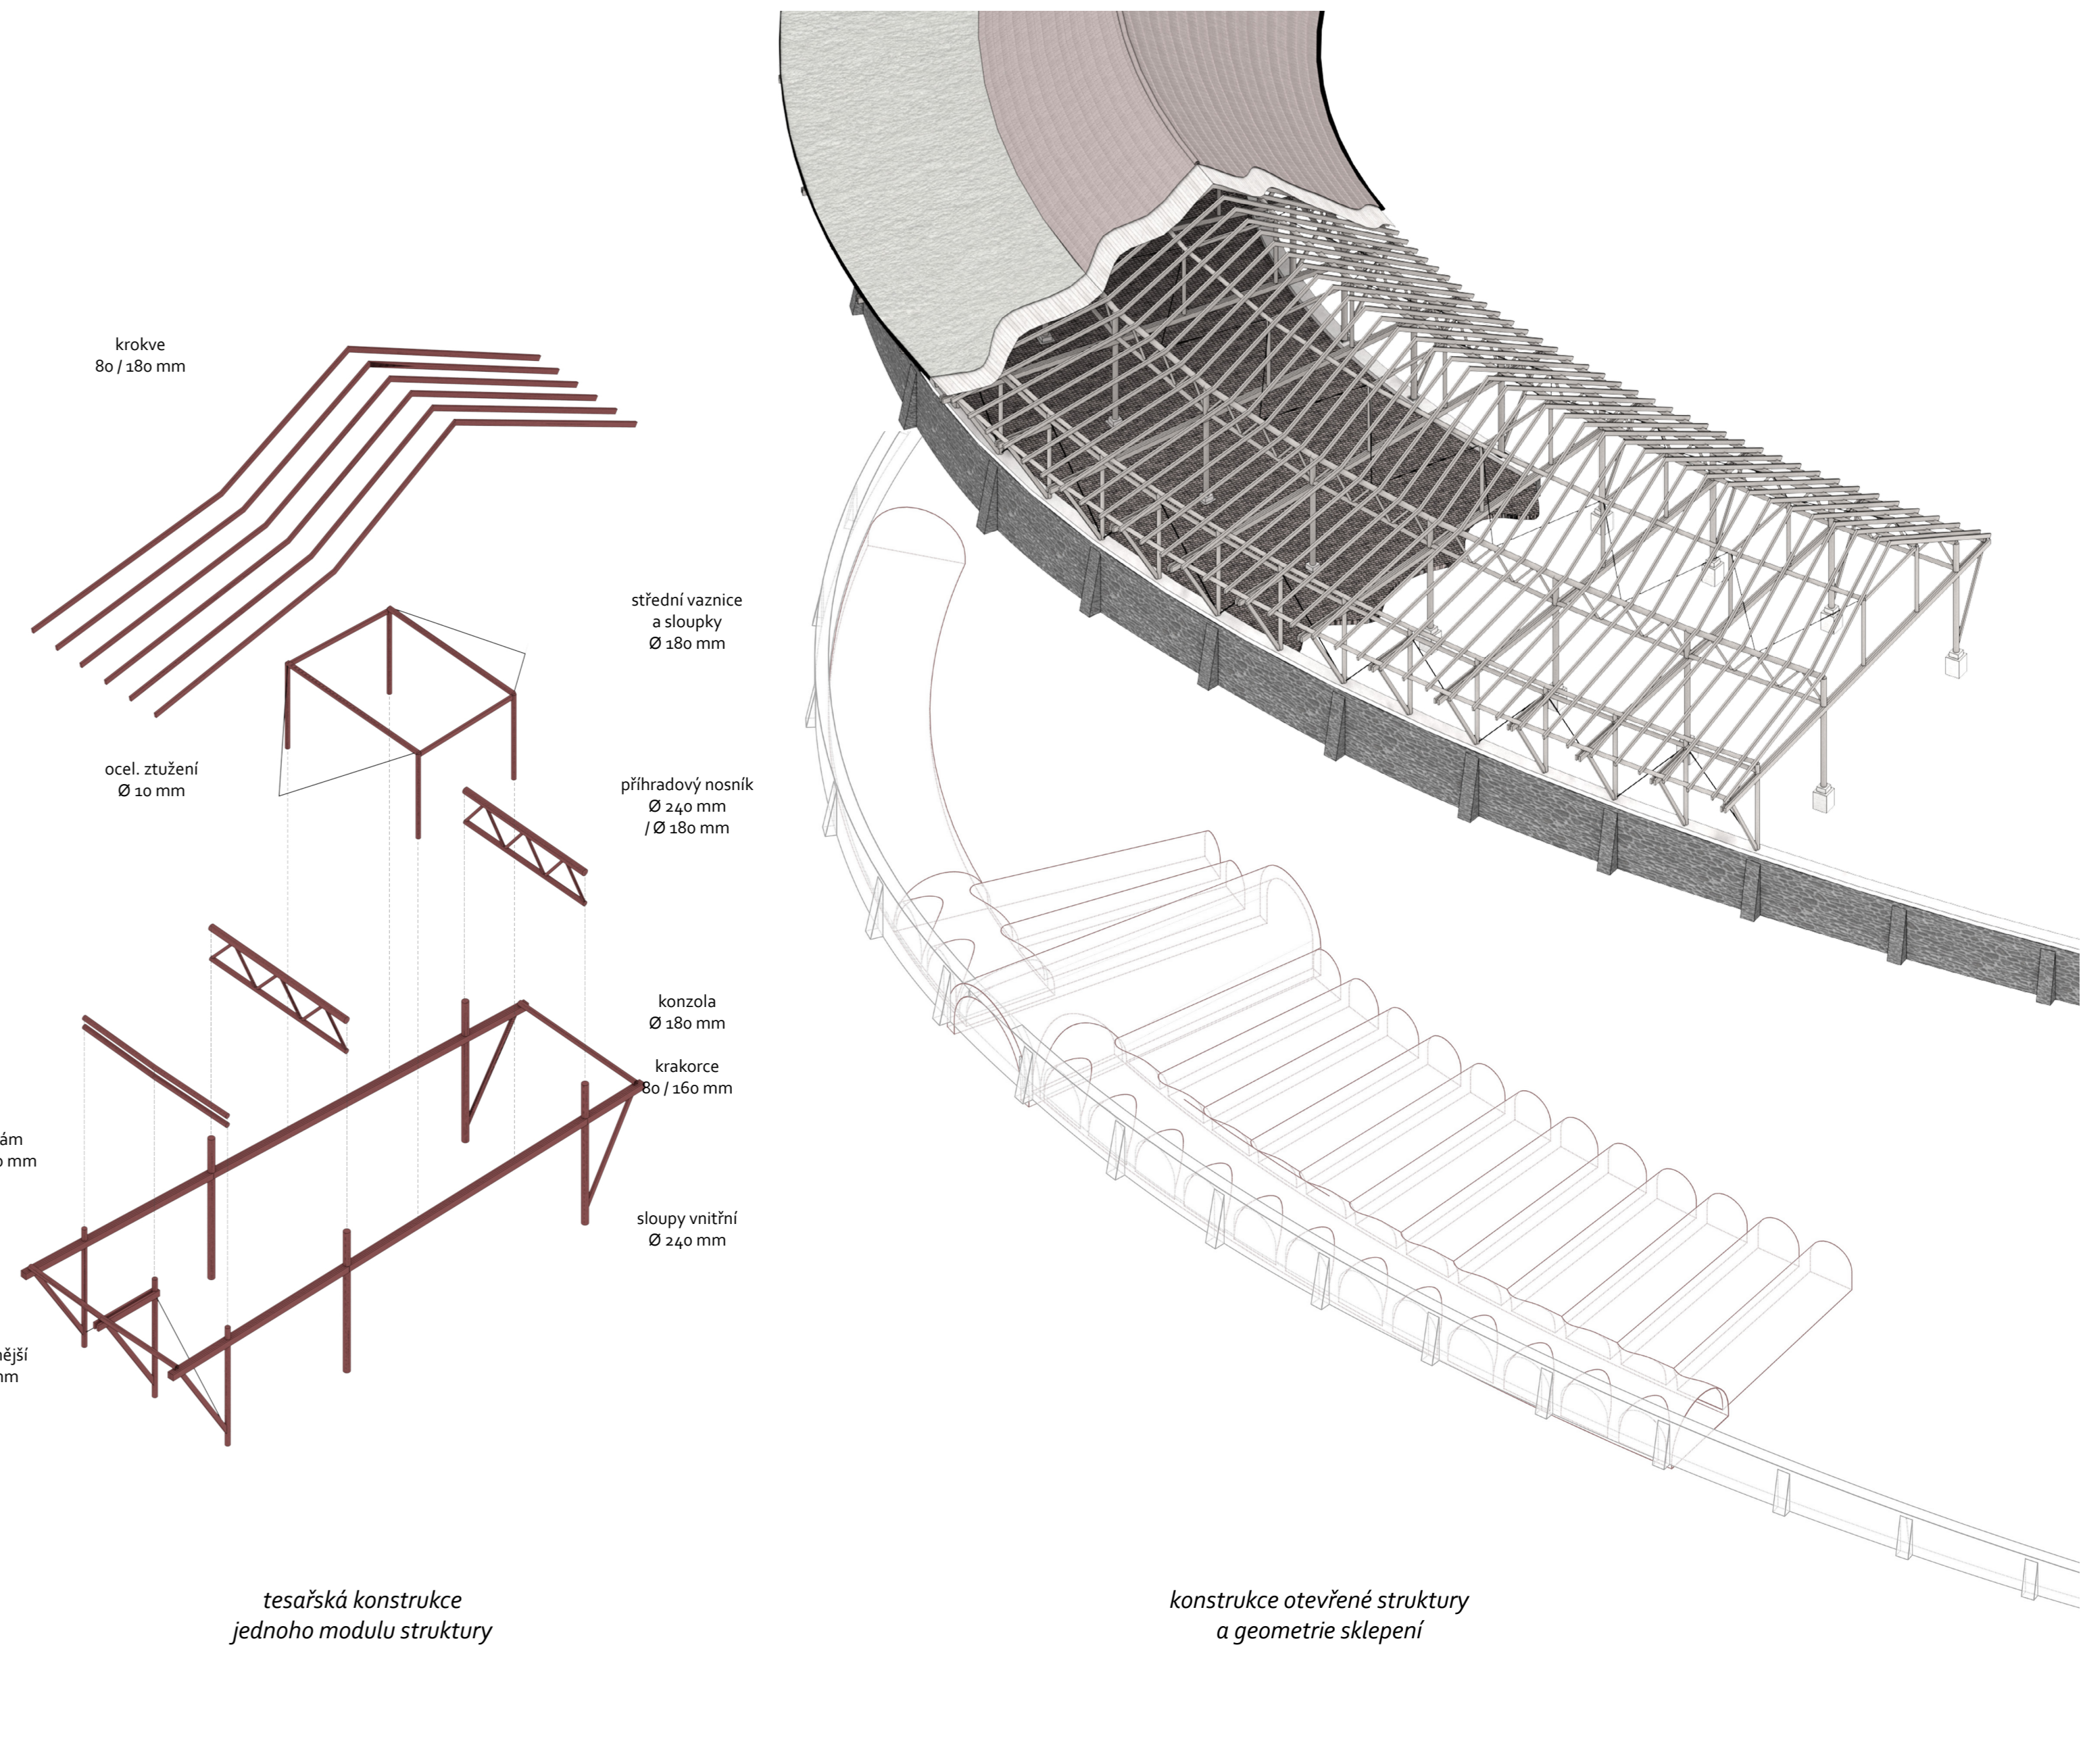 krokve
80 / 180 mm
střední vaznice
a sloupky
Ø 180 mm
ocel. ztužení
Ø 10 mm
příhradový nosník
Ø 240 mm
/ Ø 180 mm
konzola
Ø 180 mm
krakorce
80 / 160 mm
mm
sloupy vnitřní
Ø 240 mm
tesařská konstrukce
jednoho modulu struktury
konstrukce otevřené struktury
a geometrie sklepení